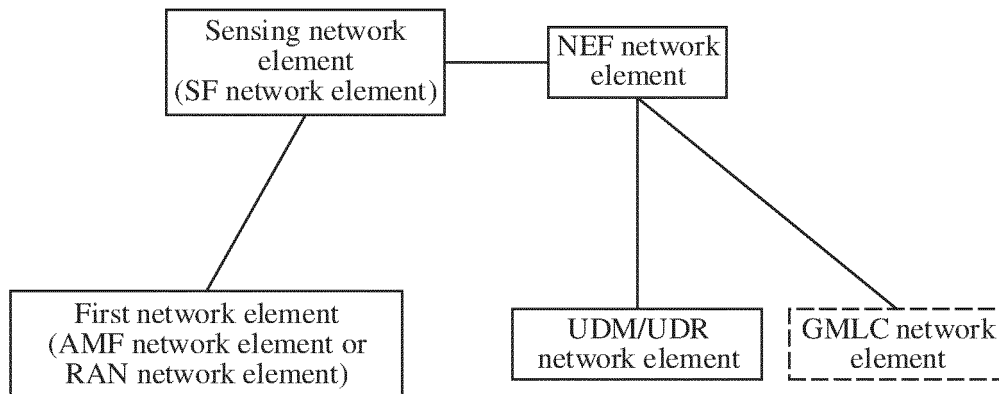 Sensing network
element
(SF network element)
NEF network
element
First network element
(AMF network element or
RAN network element)
UDM/UDR
network element
GMLC network
element